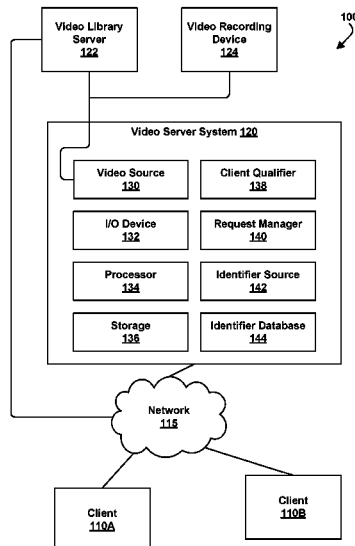 100
Video Library
Server
122
Video Recording
Device
124
Video Server System 120
Video Source
130
Client Qualifier
138
I/O Device
132
Request Manager
140
Processor
134
Identifier Source
142
Storage
136
Identifier Database
144
Network
115
Client
110A
Client
110B